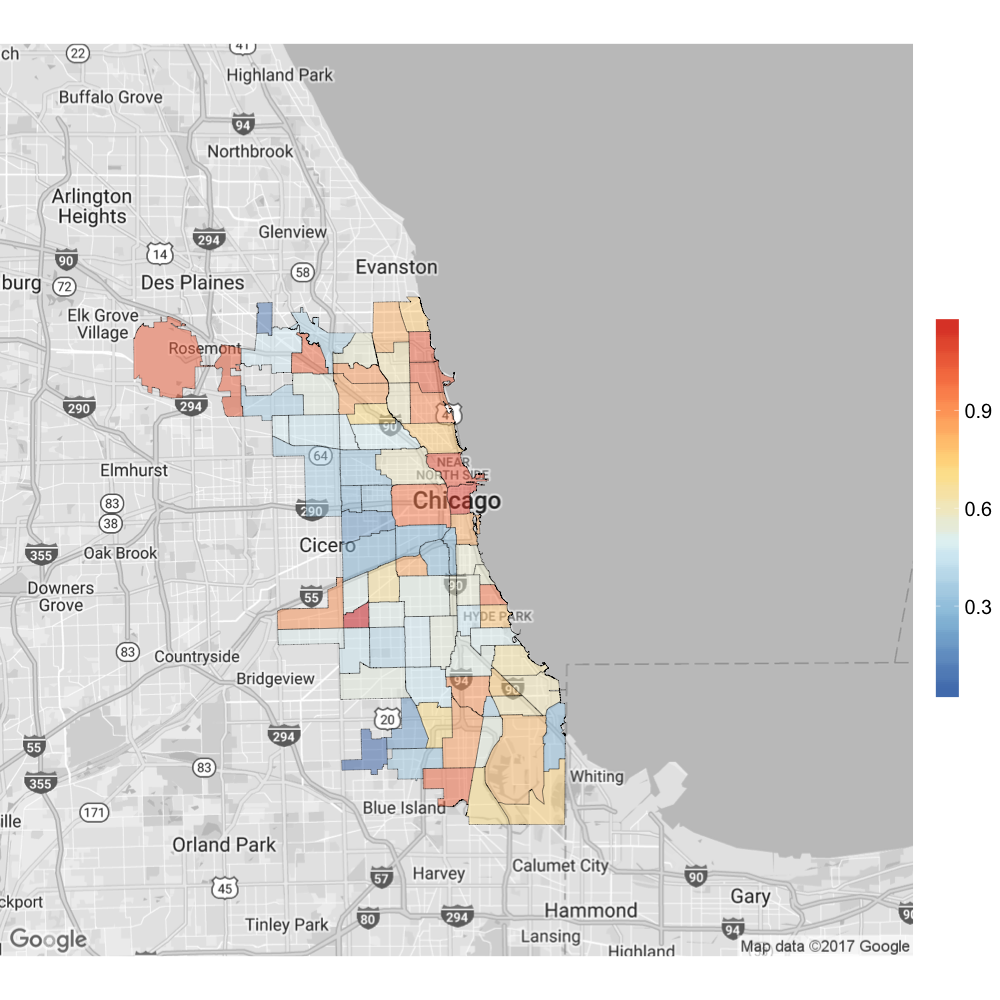 ch
22
41
Highland Park
Buffalo Grove
94
Northbrook
Arlington
Heights
294
Glenview
14
90
58
Evanston
burg
72
Des Plaines
Elk Grove
Village
Rosemont
290
294
41
90
64
NEAR
NORTH SIDE
Elmhurst
83
290
Chicago
38
355
Oak Brook
Cicero
Downers
Grove
55
90
HYDE PARK
83
Countryside
Bridgeview
94
90
20
294
55
83
355
Whiting
171
Blue Island
ille
Orland Park
57
Harvey
Calumet City
90
45
Gary
ckport
80
294
Hammond
90
Tinley Park
94
Lansing
Google
Highland
Map data ©2017 Google
0.9
0.6
0.3